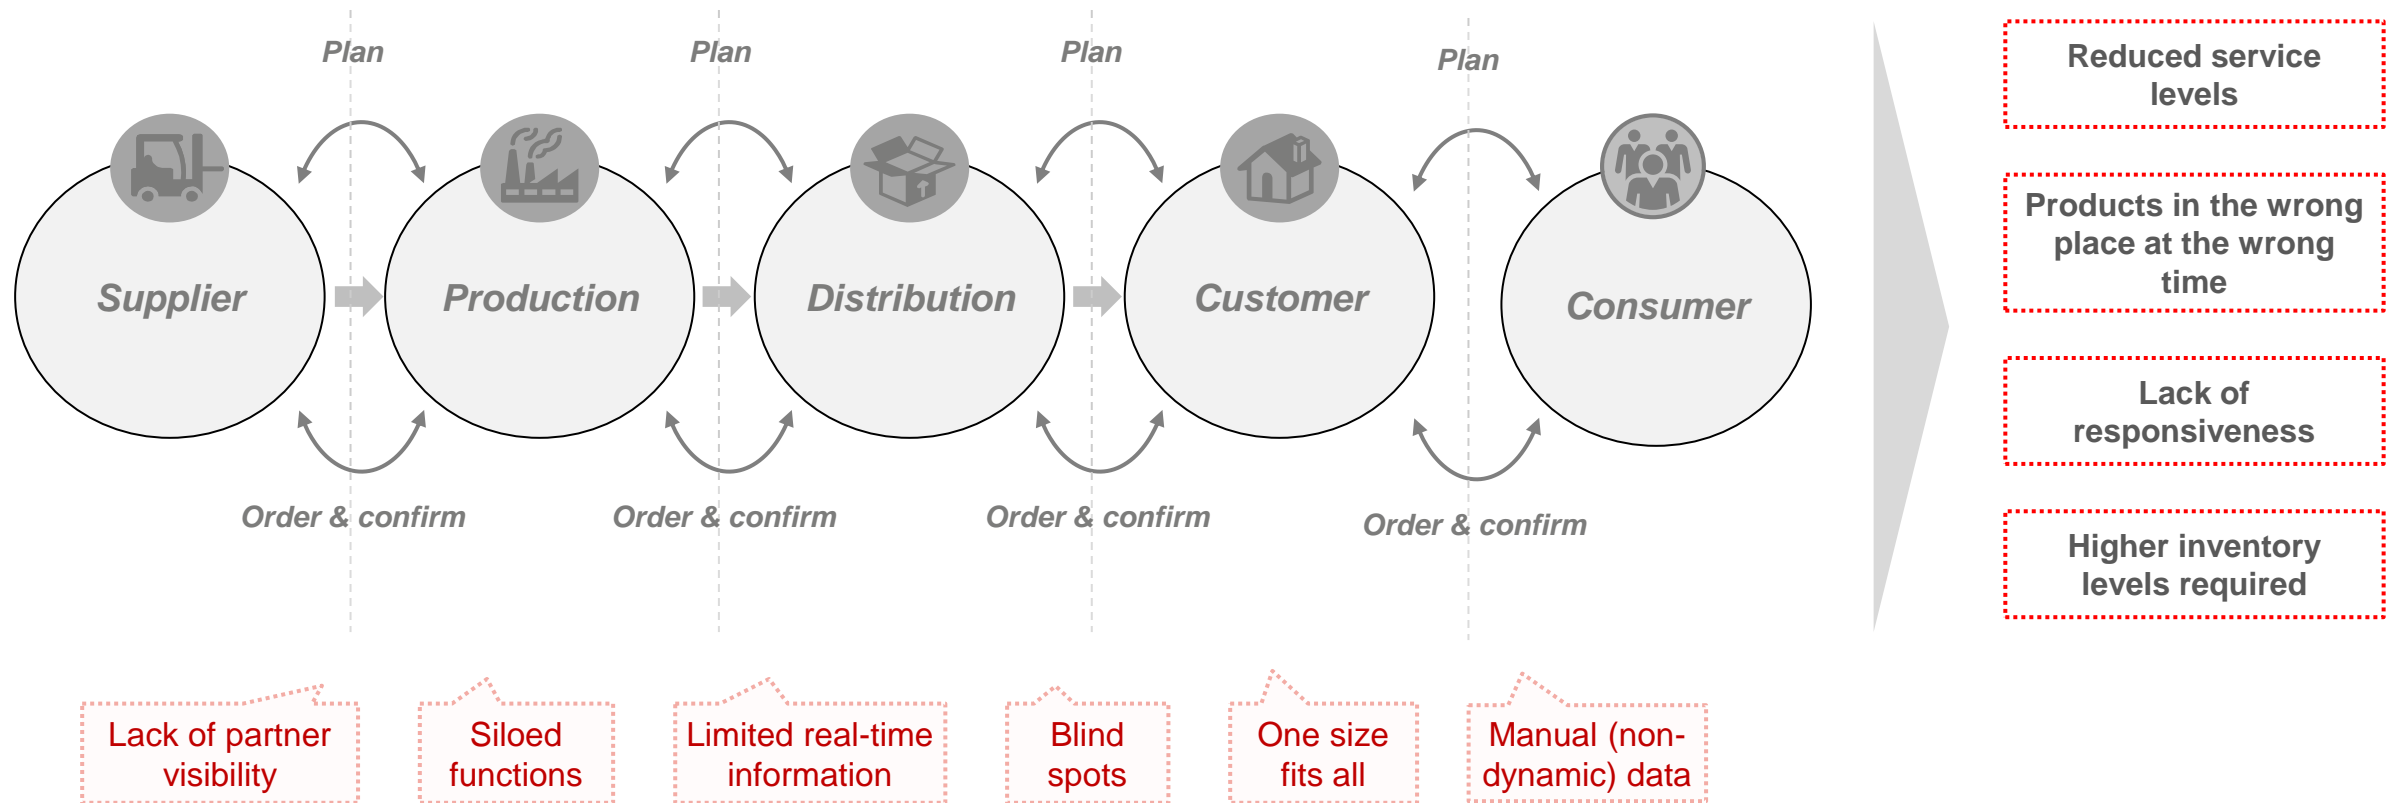 Plan
Plan
Plan
Plan
Supplier
Production
Distribution
Customer
Consumer
Order & confirm
Order & confirm
Order & confirm
Order & confirm
Reduced service
levels
Products in the wrong
place at the wrong
time
Lack of
responsiveness
Higher inventory
levels required
Lack of partner
visibility
Siloed
functions
Limited real-time
information
Blind
spots
One size
fits all
Manual (non-
dynamic) data